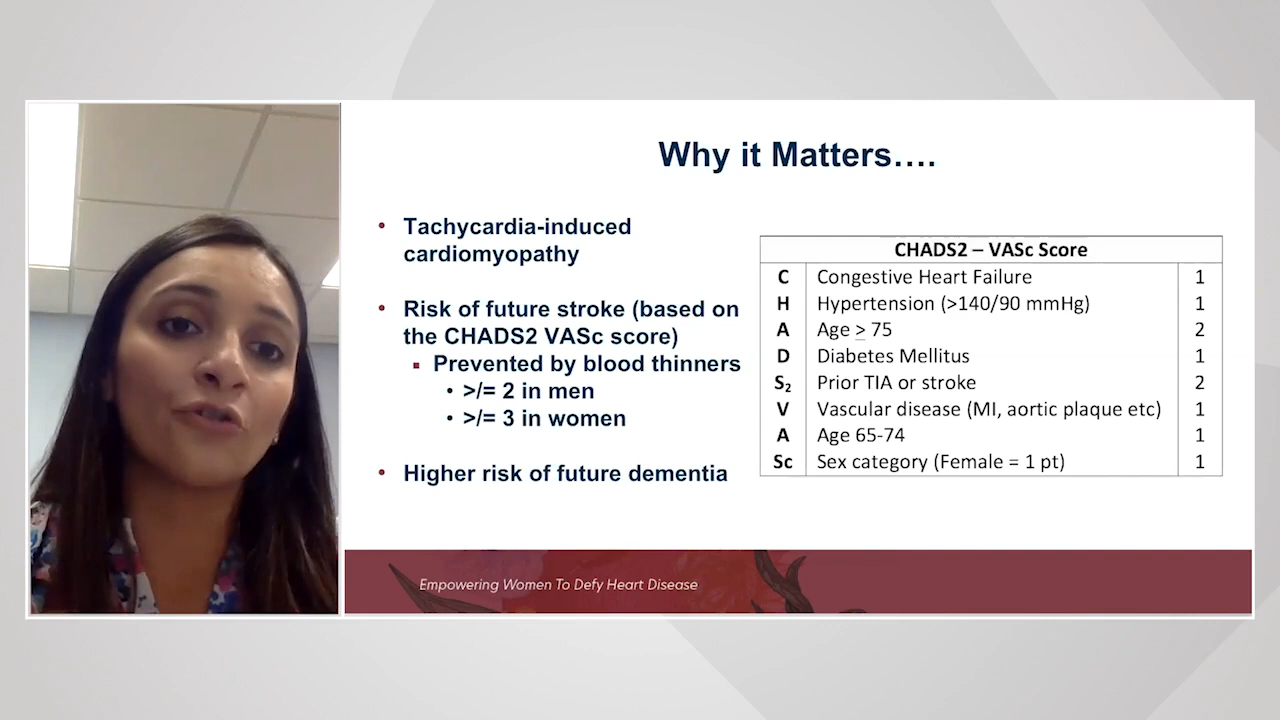 Why it Matters....
• Tachycardia-induced
cardiomyopathy
• Risk of future stroke (based on
the CHADS2 VASc score)
▪ Prevented by blood thinners
• >/= 2 in men
• >/= 3 in women
• Higher risk of future dementia
CHADS2 – VASc Score
C Congestive Heart Failure 1
H Hypertension (>140/90 mmHg) 1
A Age ≥ 75 2
D Diabetes Mellitus 1
S₂ Prior TIA or stroke 2
V Vascular disease (MI, aortic plaque etc) 1
A Age 65-74 1
Sc Sex category (Female = 1 pt) 1
Empowering Women To Defy Heart Disease